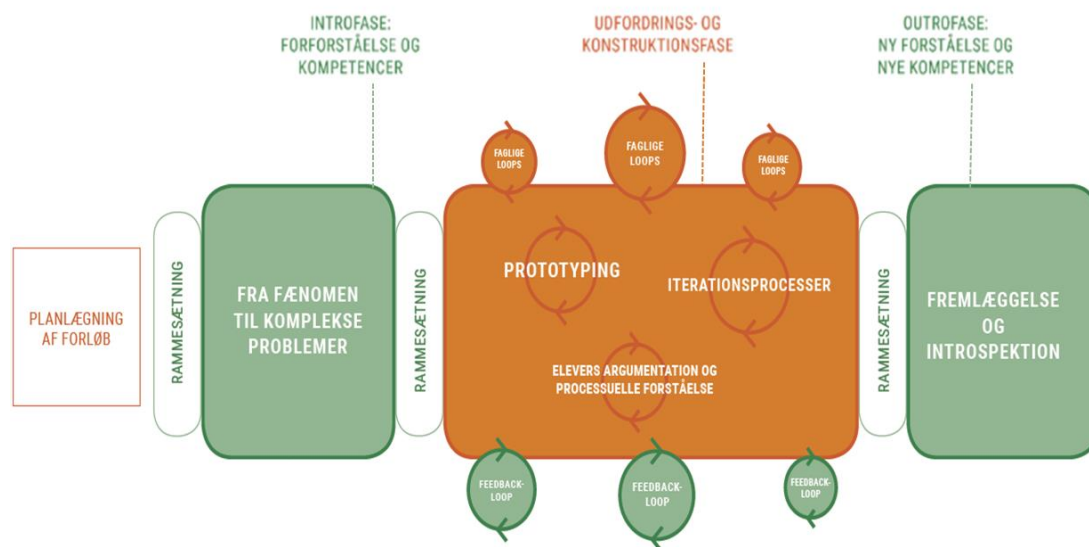 INTROFASE:
FORFORSTÅELSE OG
KOMPETENCER
UDFORDRINGS- OG
KONSTRUKTIONSFASE
OUTROFASE:
NY FORSTÅELSE OG
NYE KOMPETENCER
FAGLIGE
LOOPS
FAGLIGE
LOOPS
FAGLIGE
LOOPS
PLANLÆGNING
AF FORLØB
RAMMESÆTNING
FRA FÆNOMEN
TIL KOMPLEKSE
PROBLEMER
RAMMESÆTNING
PROTOTYPING
ITERATIONSPROCESSER
ELEVERS ARGUMENTATION OG
PROCESSUELLE FORSTÅELSE
RAMMESÆTNING
FREMLÆGGELSE
OG
INTROSPEKTION
FEEDBACK-
LOOP
FEEDBACK-
LOOP
FEEDBACK-
LOOP